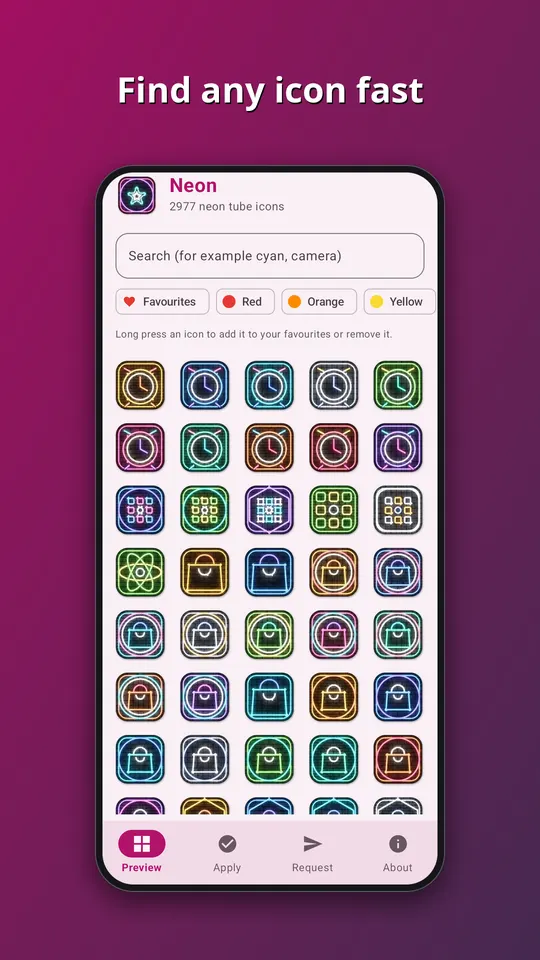 Find any icon fast
Neon
2977 neon tube icons
Search (for example cyan, camera)
Favourites Red Orange Yellow
Long press an icon to add it to your favourites or remove it.
Preview Apply Request About